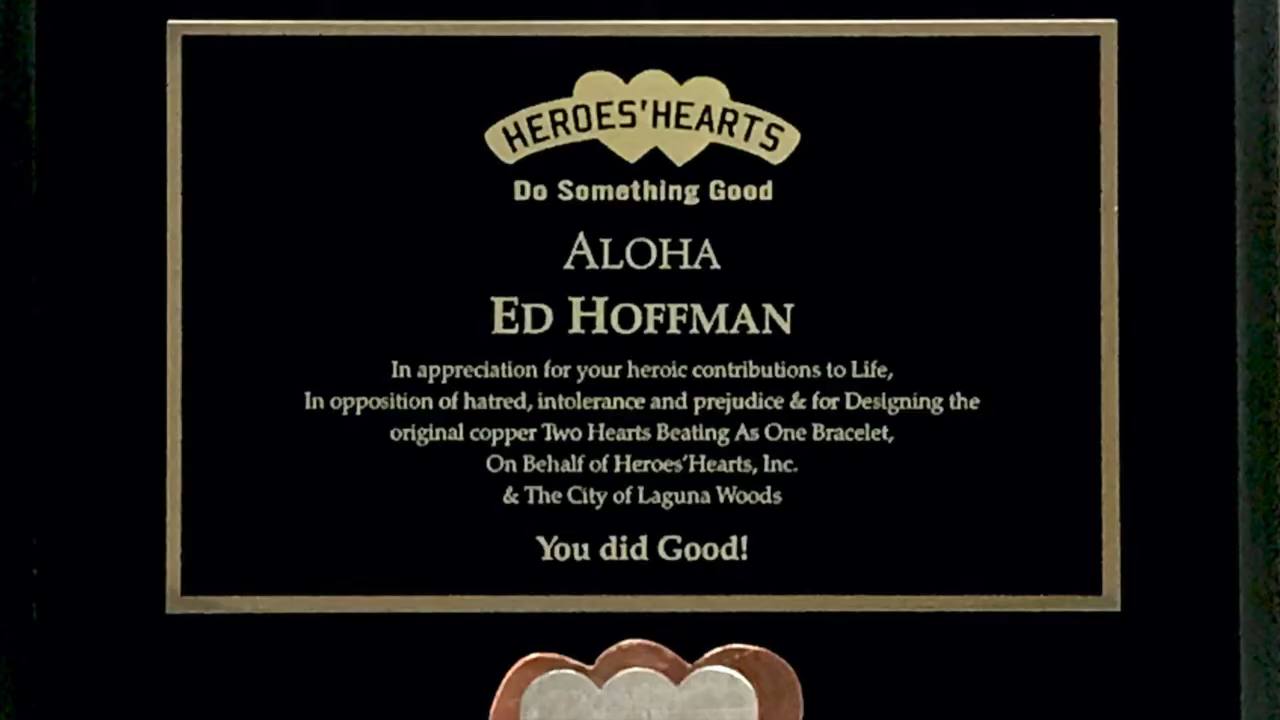 HEROES'HEARTS
Do Something Good
ALOHA
ED HOFFMAN
In appreciation for your heroic contributions to Life,
In opposition of hatred, intolerance and prejudice & for Designing the
original copper Two Hearts Beating As One Bracelet,
On Behalf of Heroes'Hearts, Inc.
& The City of Laguna Woods
You did Good!